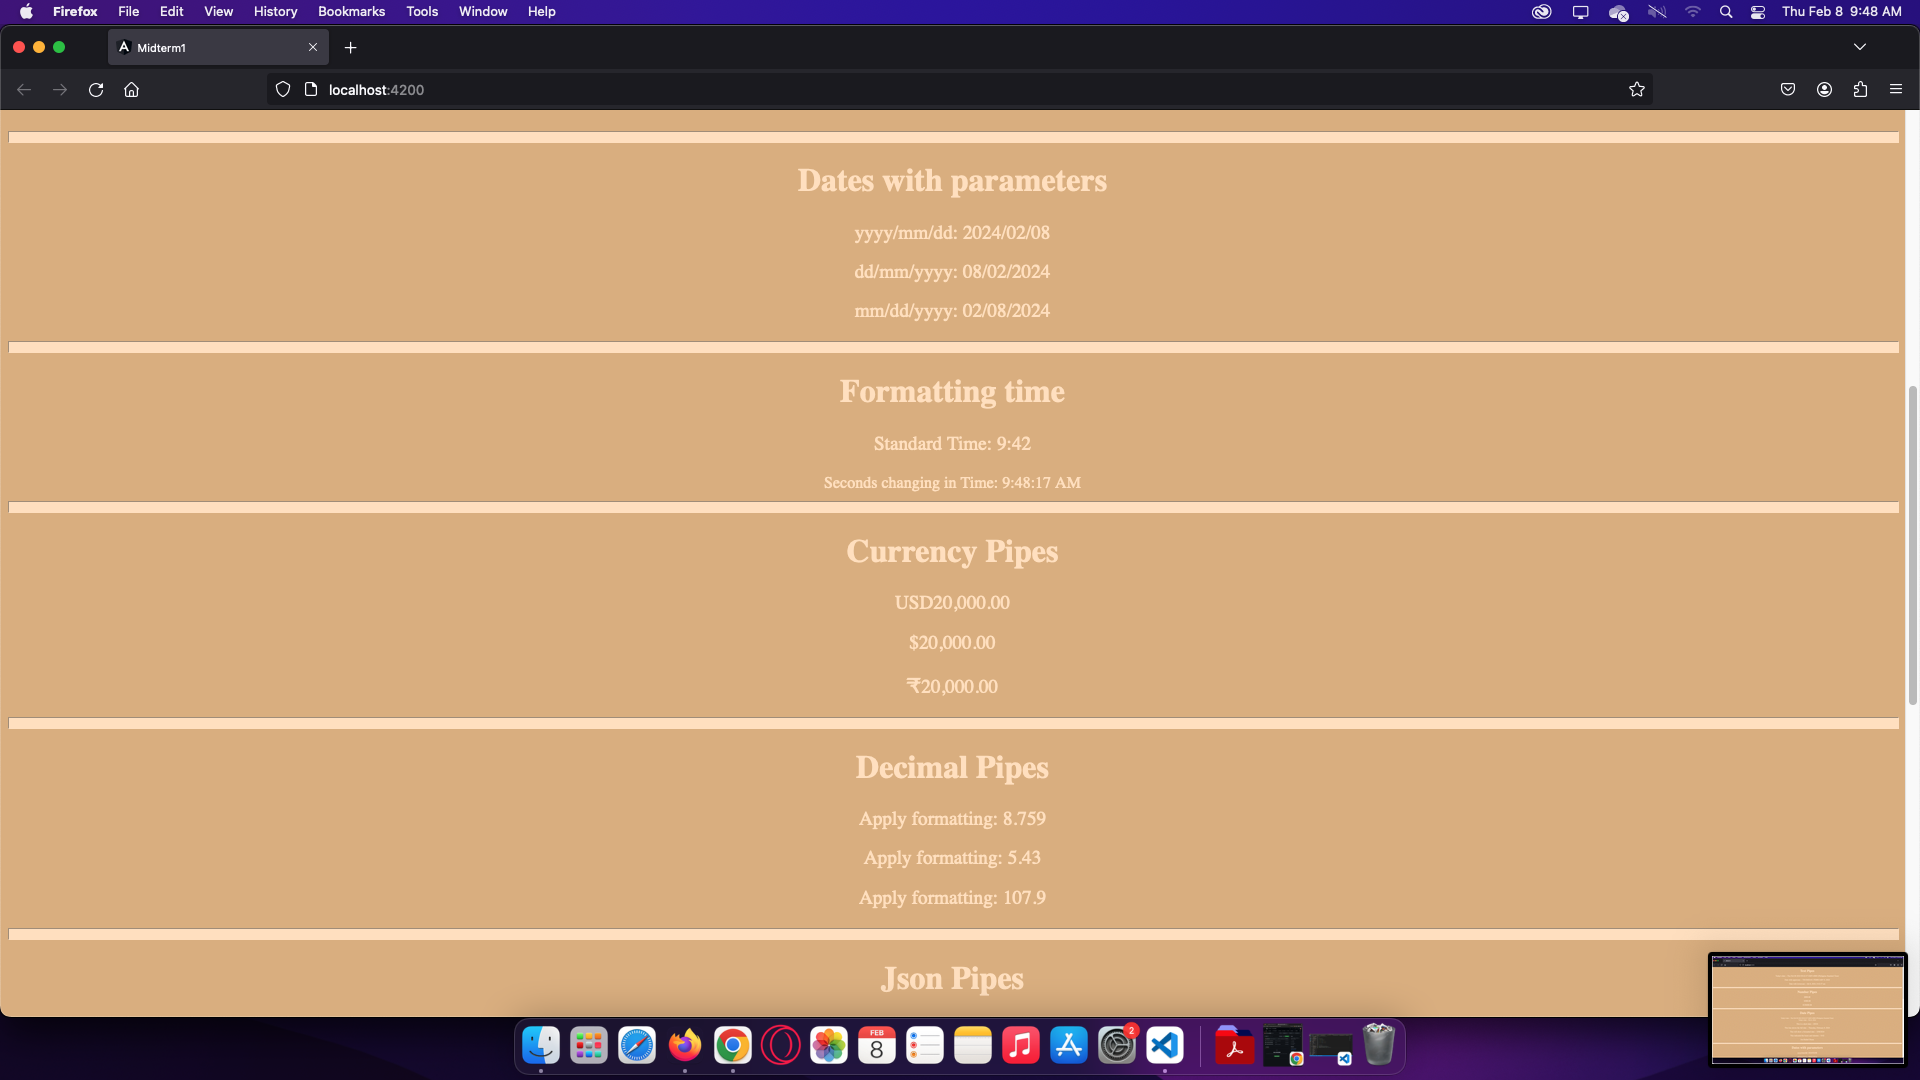 Firefox File Edit View History Bookmarks Tools Window Help Thu Feb 8 9:48 AM
Midterm1
localhost:4200
Dates with parameters
yyyy/mm/dd: 2024/02/08
dd/mm/yyyy: 08/02/2024
mm/dd/yyyy: 02/08/2024
Formatting time
Standard Time: 9:42
Seconds changing in Time: 9:48:17 AM
Currency Pipes
USD20,000.00
$20,000.00
₹20,000.00
Decimal Pipes
Apply formatting: 8.759
Apply formatting: 5.43
Apply formatting: 107.9
Json Pipes
FEB
8
2